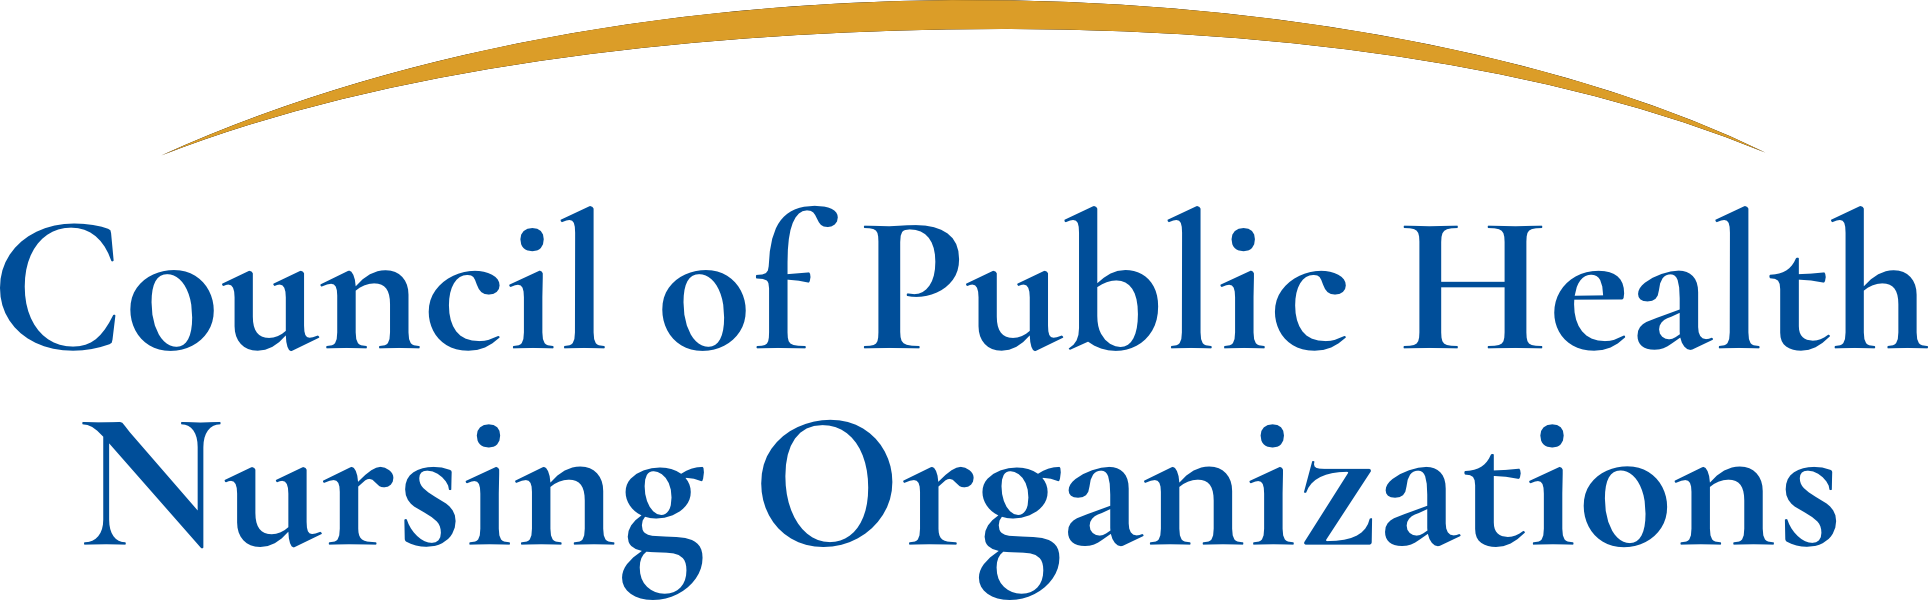 Council of Public Health
Nursing Organizations